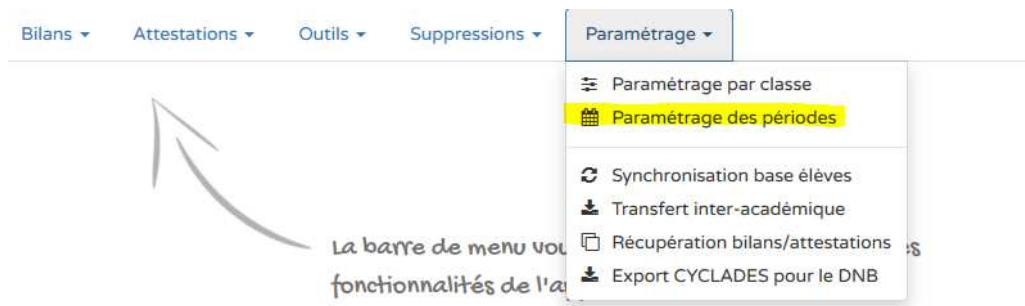 Bilans Attestations Outils Suppressions Paramétrage
Paramétrage par classe
Paramétrage des périodes
Synchronisation base élèves
Transfert inter-académique
Récupération bilans/attestations
Export CYCLADES pour le DNB
La barre de menu
fonctionnalités de